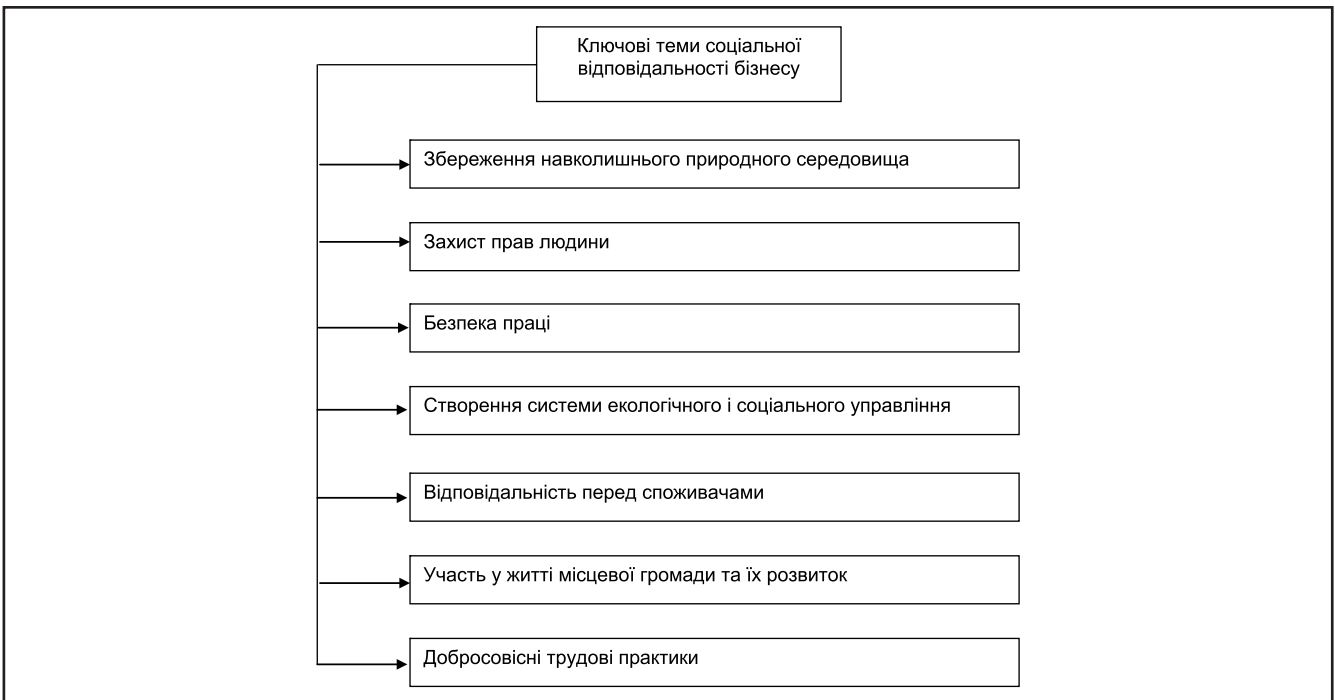 Ключові теми соціальної
відповідальності бізнесу
Збереження навколишнього природного середовища
Захист прав людини
Безпека праці
Створення системи екологічного і соціального управління
Відповідальність перед споживачами
Участь у житті місцевої громади та їх розвиток
Добросовісні трудові практики